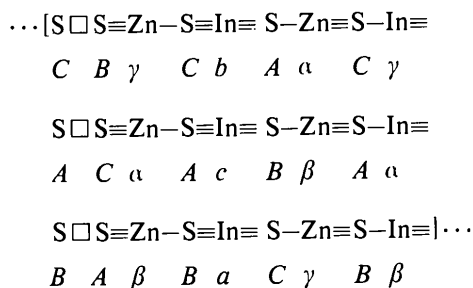 ···[S□S≡Zn–S≡In≡ S–Zn≡S–In≡
C B γ C b A α C γ
S□S≡Zn–S≡In≡ S–Zn≡S–In≡
A C α A c B β A α
S□S≡Zn–S≡In≡ S–Zn≡S–In≡]···
B A β B a C γ B β